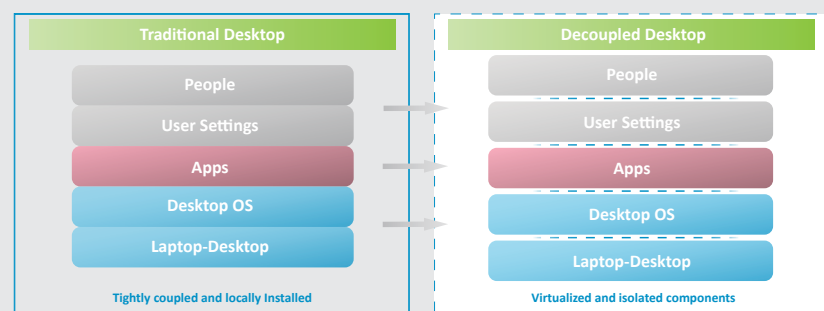 Traditional Desktop
People
User Settings
Apps
Desktop OS
Laptop-Desktop
Tightly coupled and locally Installed
Decoupled Desktop
People
User Settings
Apps
Desktop OS
Laptop-Desktop
Virtualized and isolated components